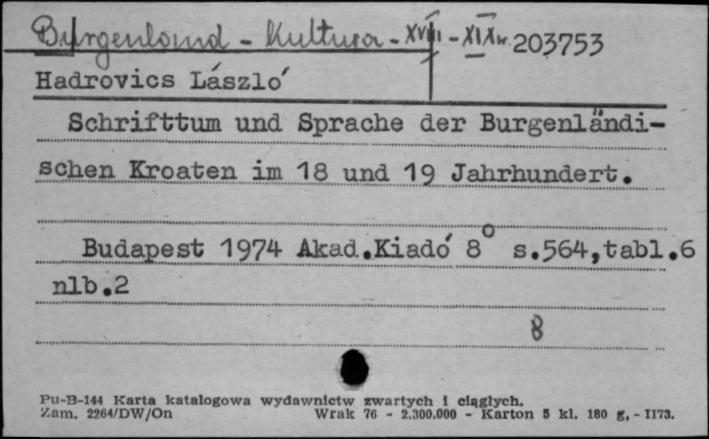 Burgenland - Kultura - XVIII - XIX w. 203753
Hadrovics László
Schrifttum und Sprache der Burgenländi-
schen Kroaten im 18 und 19 Jahrhundert.
Budapest 1974 Akad.Kiadó 8° s.564,tabl.6
nlb.2
8
Pu-B-144 Karta katalogowa wydawnictw zwartych i ciągłych.
Zam. 2264/DW/On Wrak 76 - 2.300.000 - Karton 5 kl. 180 g, - II73.